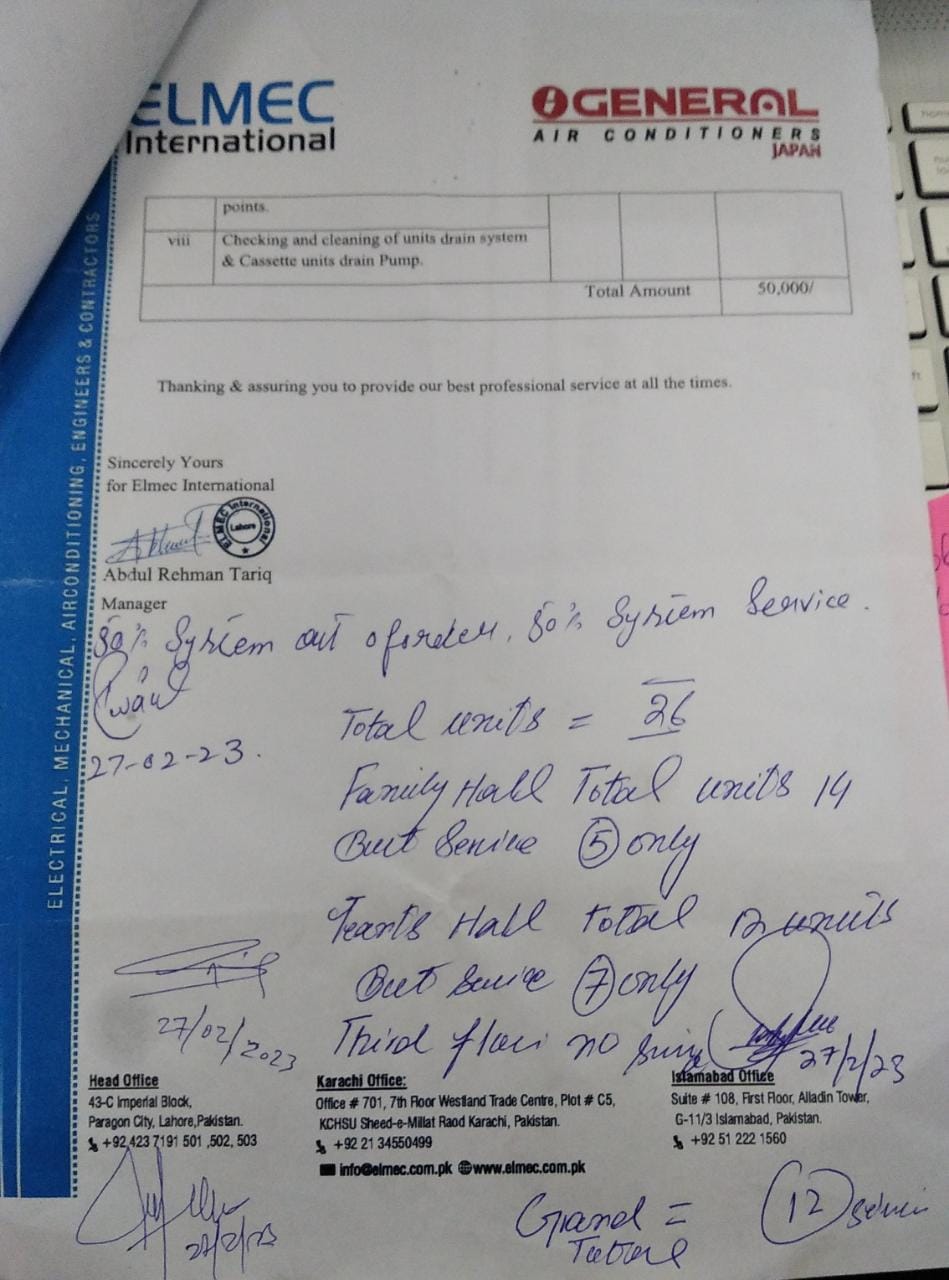 ELMEC
International
GENERAL
AIR CONDITIONERS
JAPAN
ELECTRICAL, MECHANICAL, AIRCONDITIONING, ENGINEERS & CONTRACTORS
points.
viii Checking and cleaning of units drain system
& Cassette units drain Pump.
Total Amount 50,000/
Thanking & assuring you to provide our best professional service at all the times.
Sincerely Yours
for Elmec International
ELMEC International
Lahore
Abdul Rehman Tariq
Manager
50% System out of order. 50% System Service.
27-02-23.
Total units = 26
Family Hall Total units 14
But Service 5 only
Hall total 12 units
But Service 7 only
27/02/2023
Third floor no
27/2/23
Head Office
43-C Imperial Block,
Paragon City, Lahore,Pakistan.
+92 423 7191 501 ,502, 503
Karachi Office:
Office # 701, 7th Floor Westland Trade Centre, Plot # C5,
KCHSU Sheed-e-Millat Raod Karachi, Pakistan.
+92 21 34550499
Islamabad Office
Suite # 108, First Floor, Alladin Tower,
G-11/3 Islamabad, Pakistan.
+92 51 222 1560
info@elmec.com.pk www.elmec.com.pk
27/2/23
Grand = 12